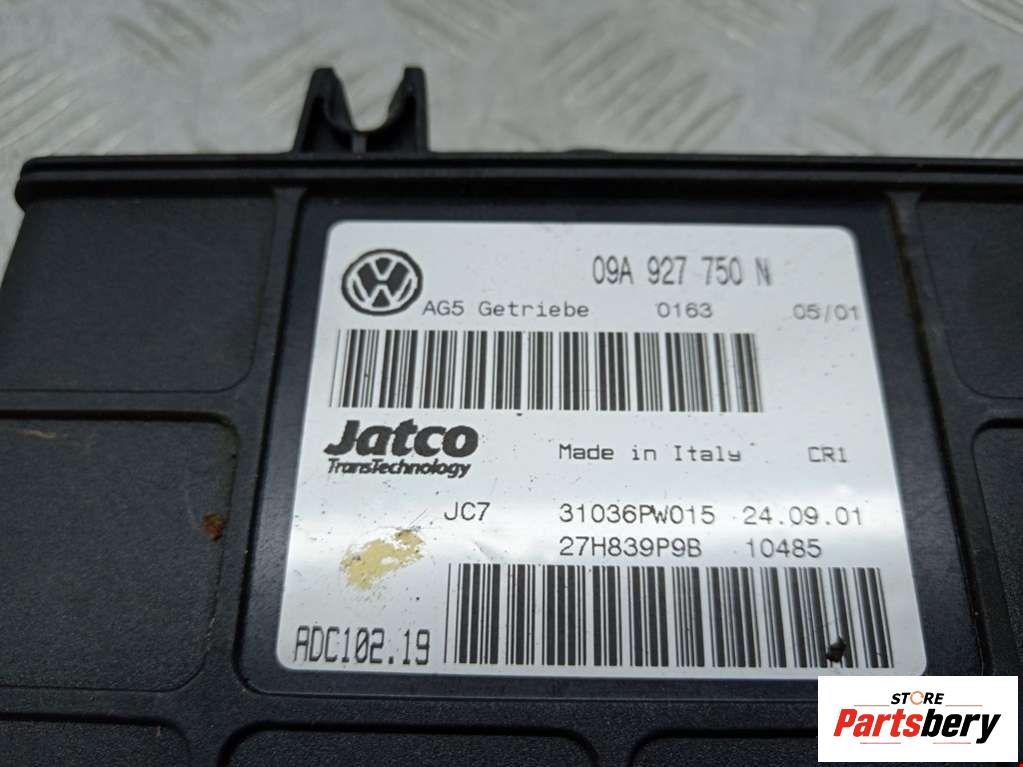 09A 927 750 N
AG5 Getriebe 0163 05/01
Jatco
TransTechnology
Made in Italy CR1
JC7 31036PW015 24.09.01
27H839P9B 10485
ADC102.19
STORE
Partsbery